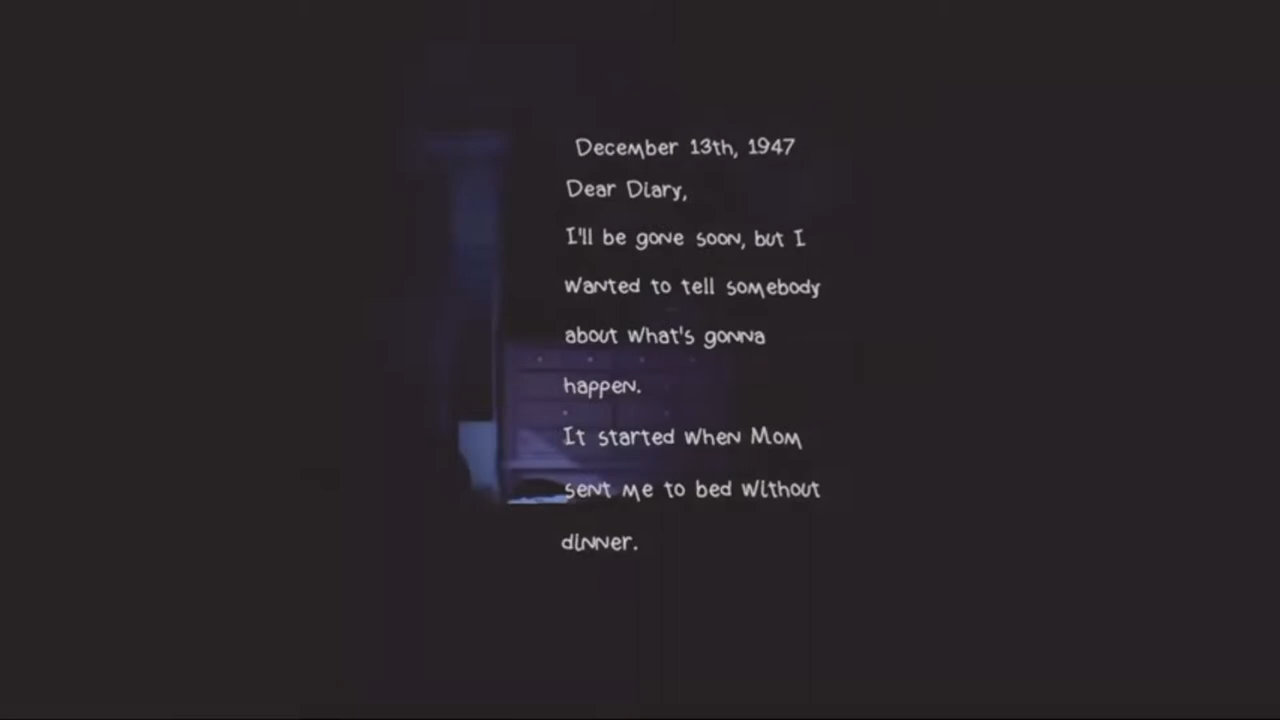 December 13th, 1947
Dear Diary,
I'll be gone soon, but I
wanted to tell somebody
about what's gonna
happen.
It started when Mom
sent me to bed without
dinner.